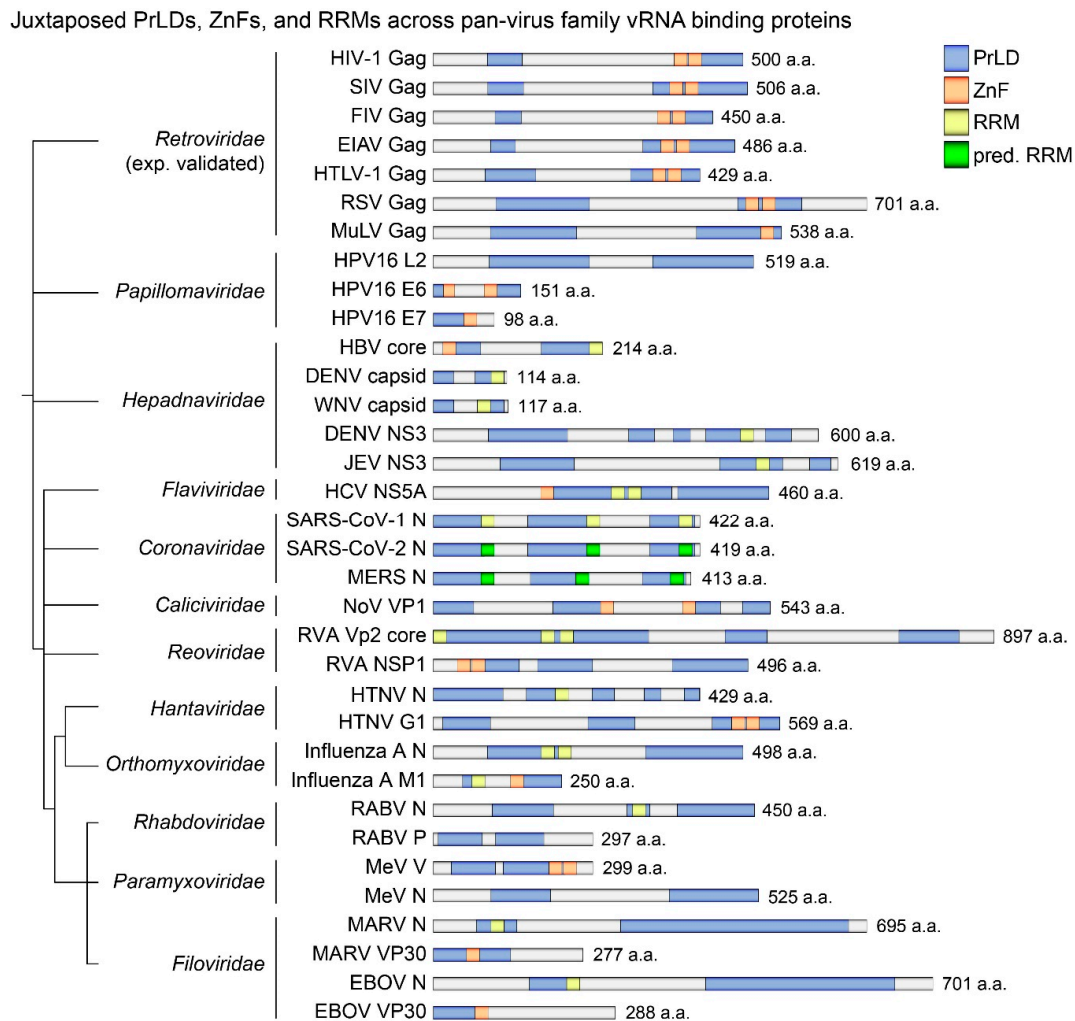 Juxtaposed PrLDs, ZnFs, and RRMs across pan-virus family vRNA binding proteins
PrLD
ZnF
RRM
pred. RRM
Retroviridae
(exp. validated)
HIV-1 Gag 500 a.a.
SIV Gag 506 a.a.
FIV Gag 450 a.a.
EIAV Gag 486 a.a.
HTLV-1 Gag 429 a.a.
RSV Gag 701 a.a.
MuLV Gag 538 a.a.
Papillomaviridae
HPV16 L2 519 a.a.
HPV16 E6 151 a.a.
HPV16 E7 98 a.a.
Hepadnaviridae
HBV core 214 a.a.
DENV capsid 114 a.a.
WNV capsid 117 a.a.
DENV NS3 600 a.a.
JEV NS3 619 a.a.
Flaviviridae
HCV NS5A 460 a.a.
Coronaviridae
SARS-CoV-1 N 422 a.a.
SARS-CoV-2 N 419 a.a.
MERS N 413 a.a.
Caliciviridae
NoV VP1 543 a.a.
Reoviridae
RVA Vp2 core 897 a.a.
RVA NSP1 496 a.a.
Hantaviridae
HTNV N 429 a.a.
HTNV G1 569 a.a.
Orthomyxoviridae
Influenza A N 498 a.a.
Influenza A M1 250 a.a.
Rhabdoviridae
RABV N 450 a.a.
RABV P 297 a.a.
Paramyxoviridae
MeV V 299 a.a.
MeV N 525 a.a.
Filoviridae
MARV N 695 a.a.
MARV VP30 277 a.a.
EBOV N 701 a.a.
EBOV VP30 288 a.a.